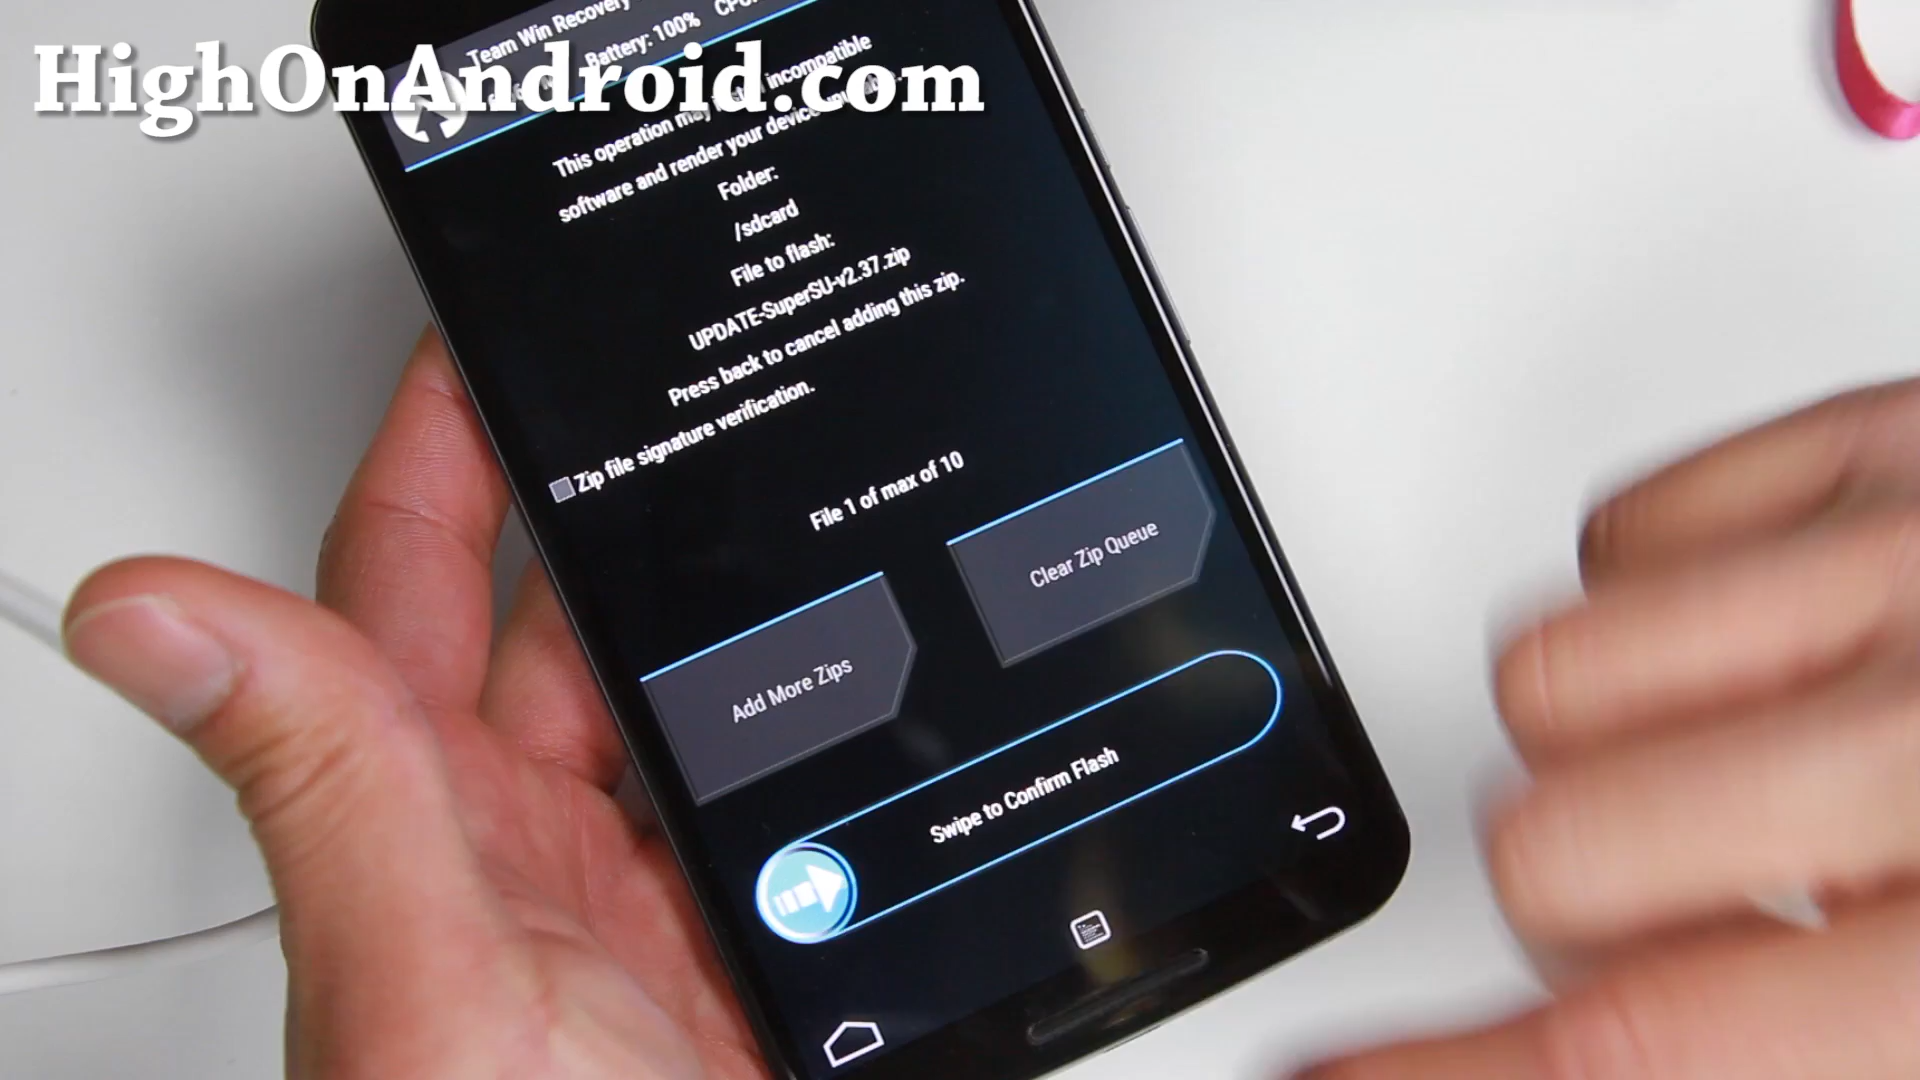 HighOnAndroid.com
Team Win Recovery
Battery: 100%
This operation may incompatible
software and render your device
Folder:
/sdcard
File to flash:
UPDATE-SuperSU-v2.37.zip
Press back to cancel adding this zip.
Zip file signature verification.
File 1 of max of 10
Clear Zip Queue
Add More Zips
Swipe to Confirm Flash